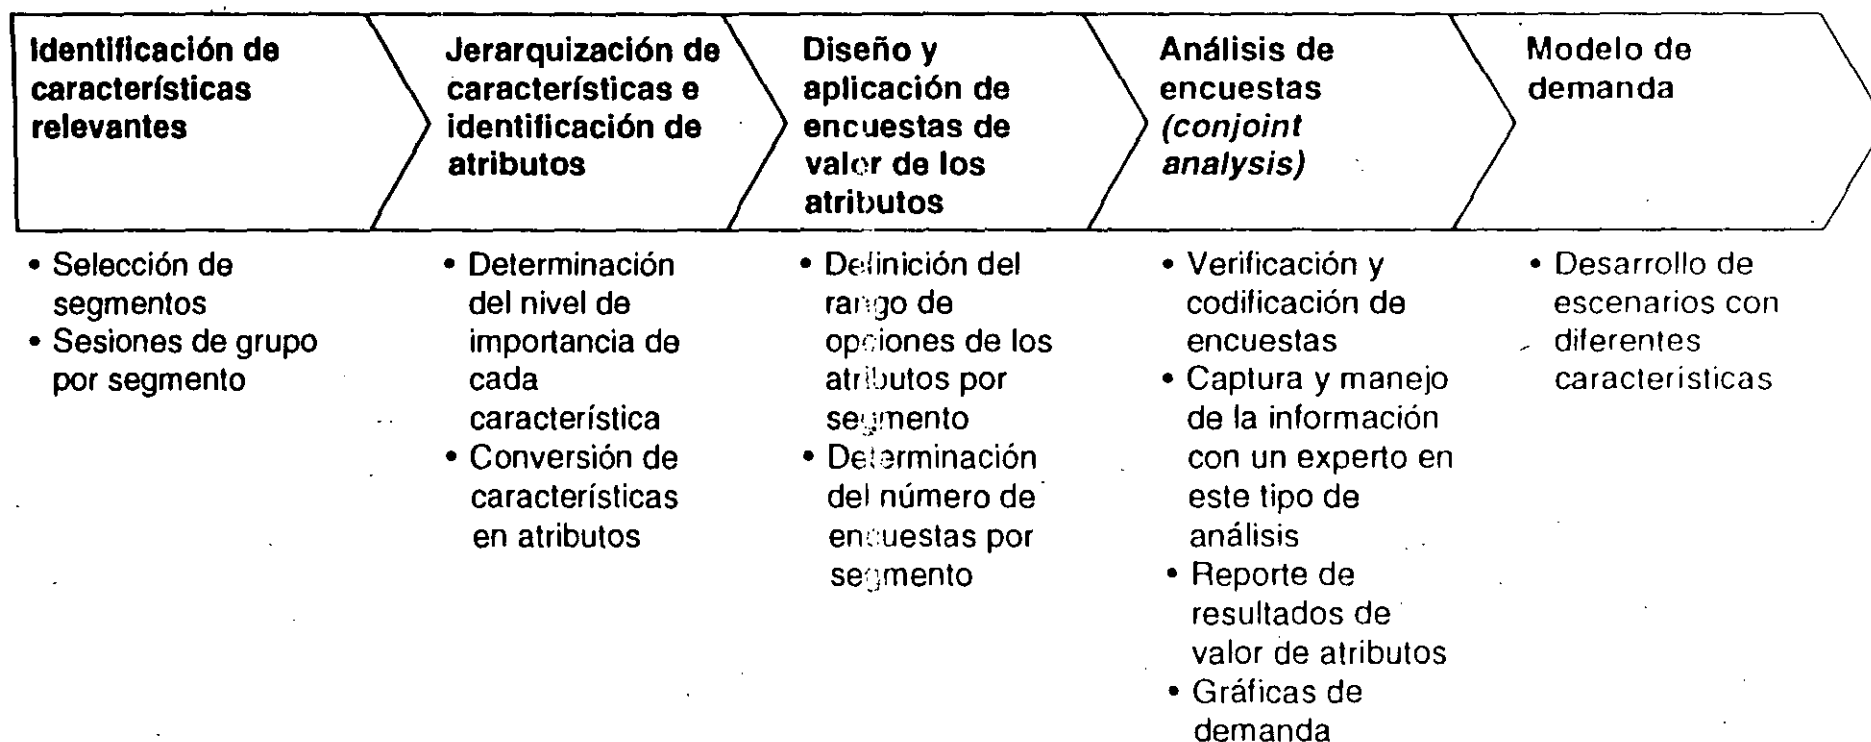 Identificación de
características
relevantes
• Selección de
segmentos
• Sesiones de grupo
por segmento
Jerarquización de
características e
identificación de
atributos
• Determinación
del nivel de
importancia de
cada
característica
• Conversión de
características
en atributos
Diseño y
aplicación de
encuestas de
valor de los
atributos
• Definición del
rango de
opciones de los
atributos por
segmento
• Determinación
del número de
encuestas por
segmento
Análisis de
encuestas
(conjoint
analysis)
• Verificación y
codificación de
encuestas
• Captura y manejo
de la información
con un experto en
este tipo de
análisis
• Reporte de
resultados de
valor de atributos
• Gráficas de
demanda
Modelo de
demanda
• Desarrollo de
escenarios con
diferentes
características